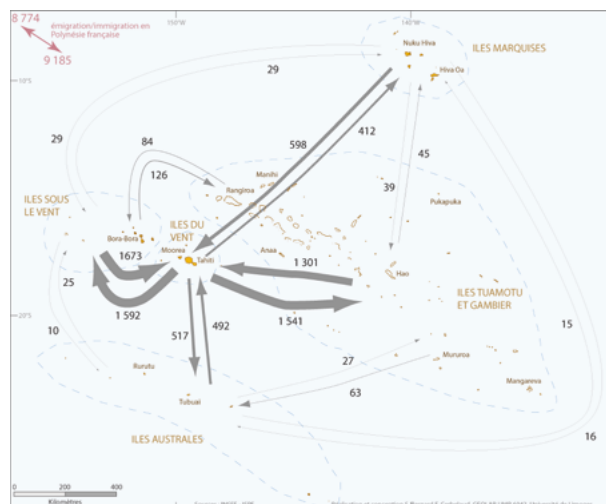 8 774
émigration/immigration en
Polynésie française
9 185
150°O
140°O
Nuku Hiva
ILES MARQUISES
Hiva-Oa
10°S
29
598
412
29
84
45
126
39
Manihi
Rangiroa
Pukapuka
ILES SOUS
LE VENT
ILES DU
VENT
Bora-Bora
Moorea
Tahiti
Anaa
1673
1 301
Hao
25
ILES TUAMOTU
ET GAMBIER
1 592
1 541
20°S
10
517
492
15
27
Rurutu
Mururoa
63
Mangareva
Tubuai
16
ILES AUSTRALES
0
200
400
Kilomètres